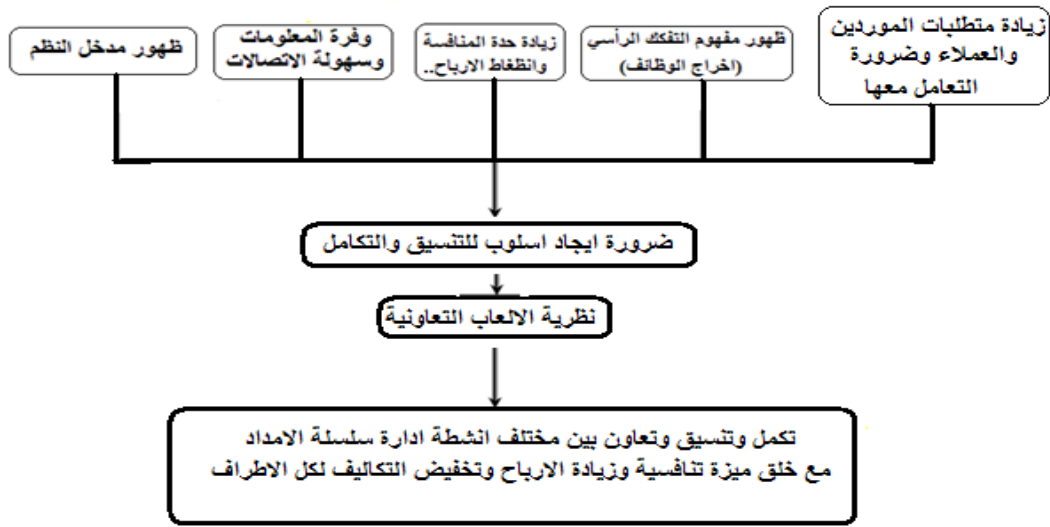 زيادة متطلبات الموردين
والعملاء وضرورة
التعامل معها
ظهور مفهوم التفكك الرأسي
(اخراج الوظائف)
زيادة حدة المنافسة
وانظغاط الارباح..
وفرة المعلومات
وسهولة الاتصالات
ظهور مدخل النظم
ضرورة ايجاد اسلوب للتنسيق والتكامل
نظرية الالعاب التعاونية
تكمل وتنسيق وتعاون بين مختلف انشطة ادارة سلسلة الامداد
مع خلق ميزة تنافسية وزيادة الارباح وتخفيض التكاليف لكل الاطراف